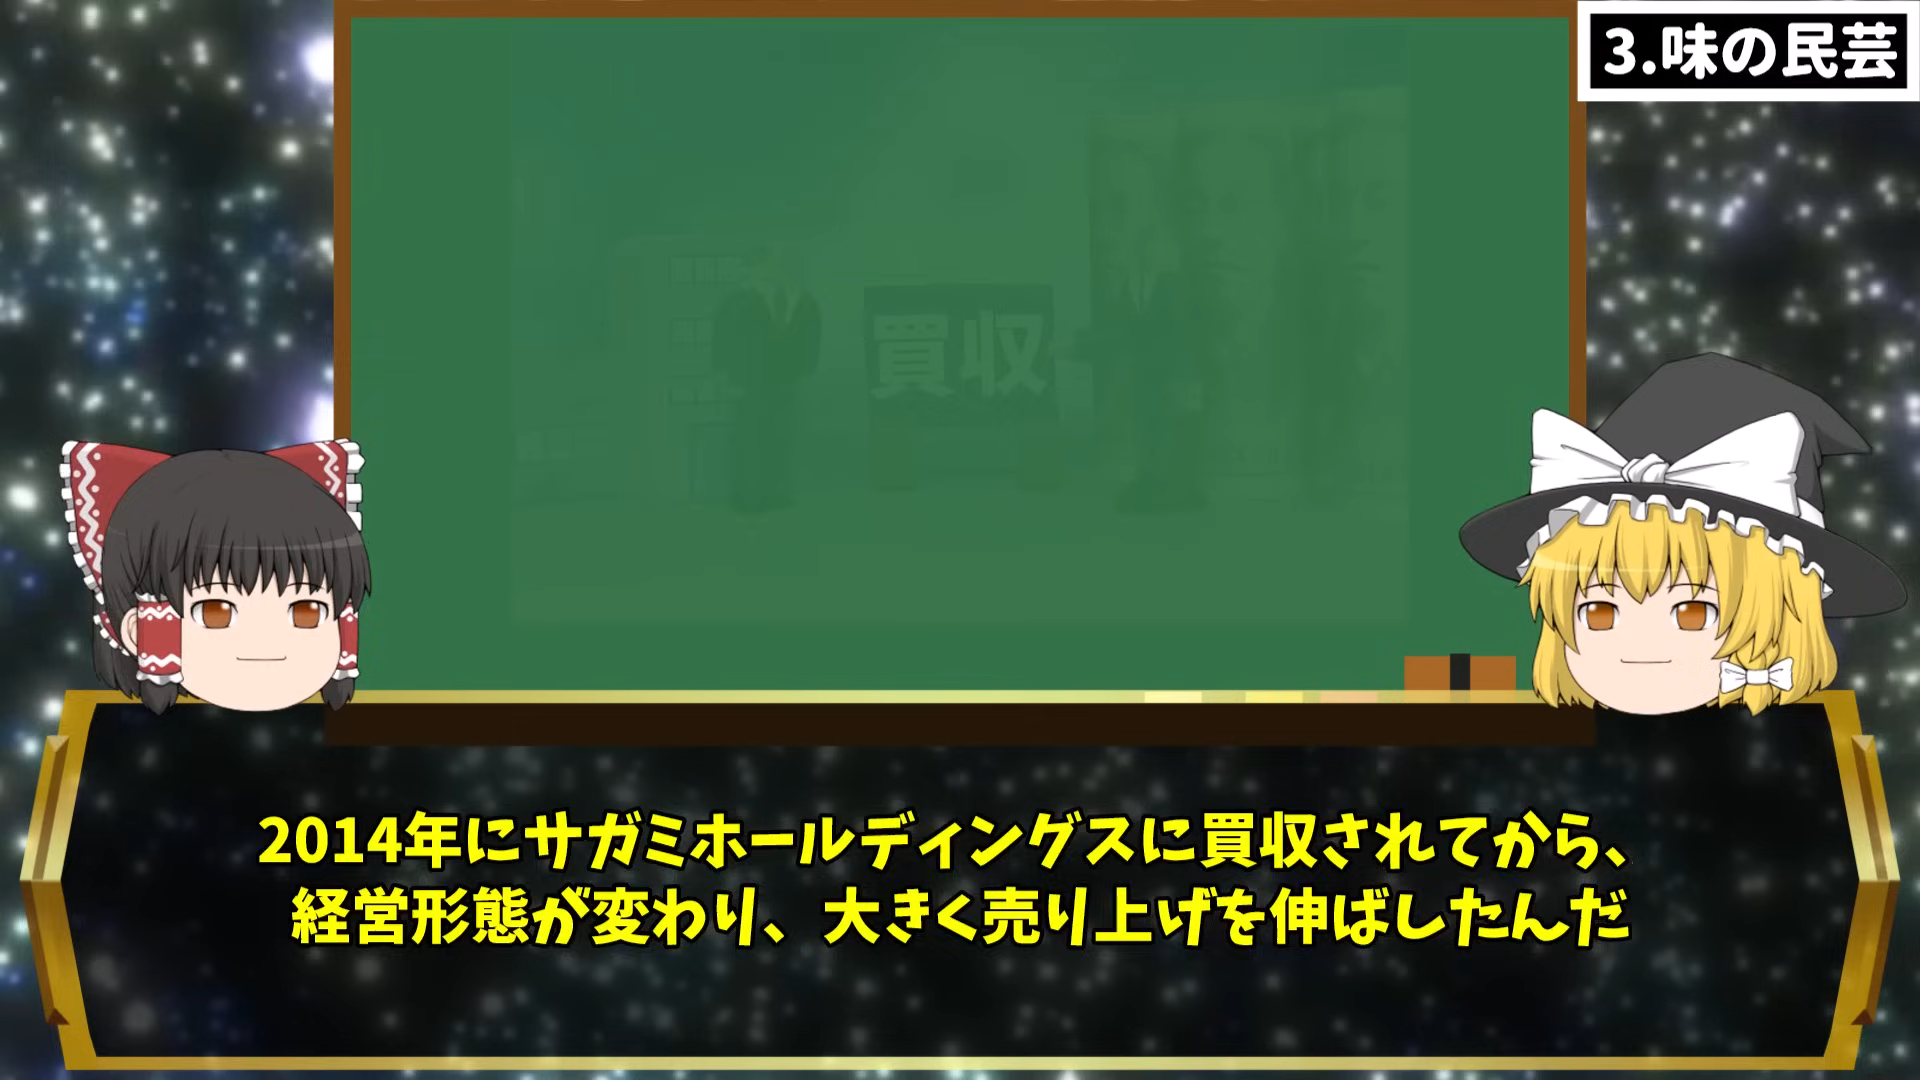 3.味の民芸
買収
2014年にサガミホールディングスに買収されてから、
経営形態が変わり、大きく売り上げを伸ばしたんだ